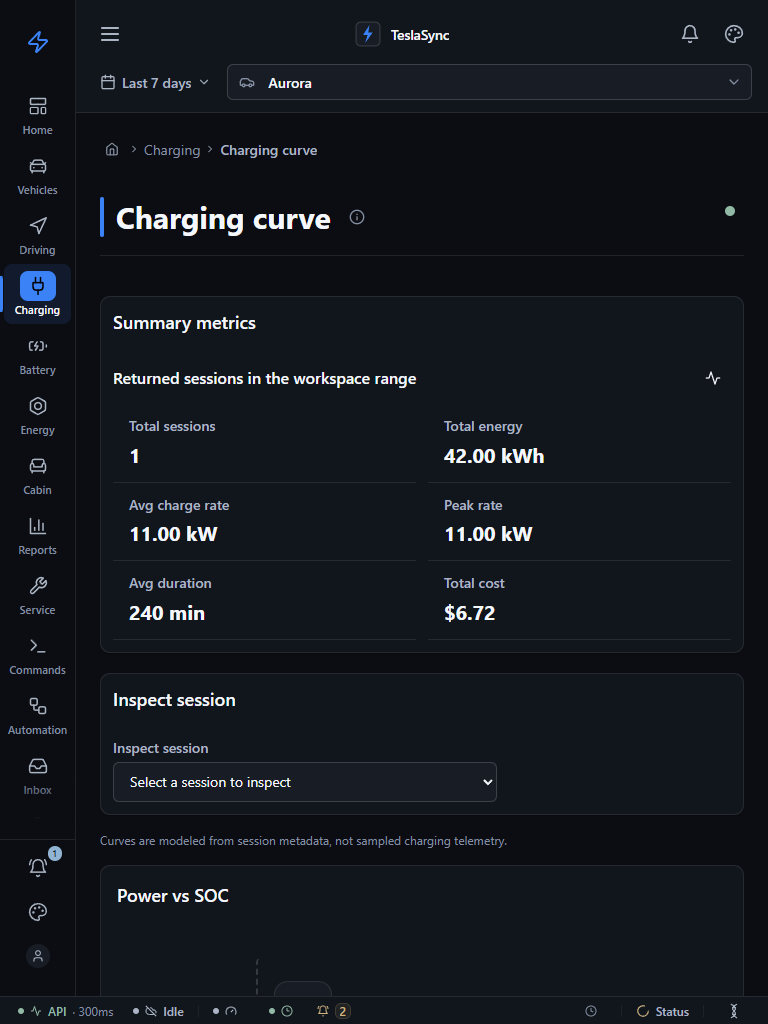 TeslaSync
Last 7 days
Aurora
Home
Vehicles
Driving
Charging
Battery
Energy
Cabin
Reports
Service
Commands
Automation
Inbox
1
Charging
Charging curve
Charging curve
Summary metrics
Returned sessions in the workspace range
Total sessions
1
Total energy
42.00 kWh
Avg charge rate
11.00 kW
Peak rate
11.00 kW
Avg duration
240 min
Total cost
$6.72
Inspect session
Inspect session
Select a session to inspect
Curves are modeled from session metadata, not sampled charging telemetry.
Power vs SOC
API · 300ms
Idle
2
Status